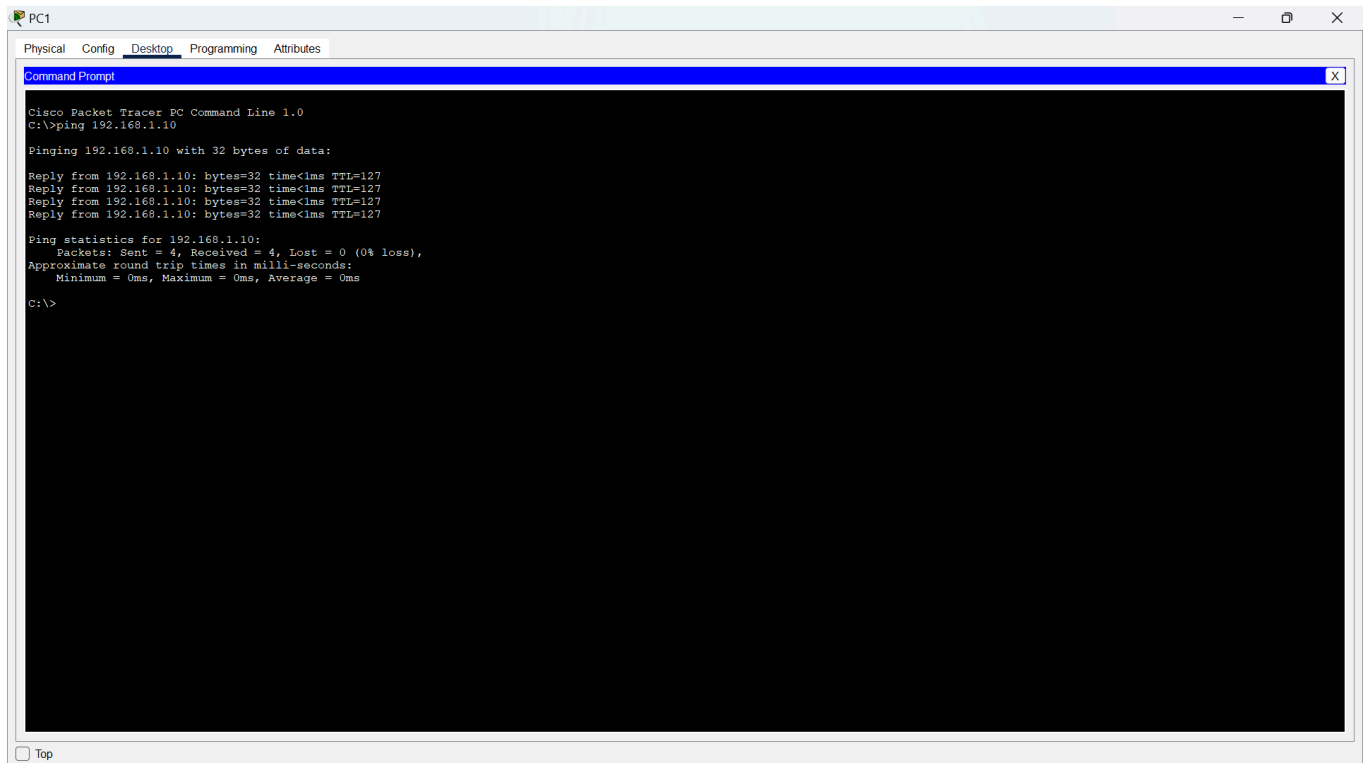 PC1
Physical Config Desktop Programming Attributes
Command Prompt
X
Cisco Packet Tracer PC Command Line 1.0
C:\>ping 192.168.1.10
Pinging 192.168.1.10 with 32 bytes of data:
Reply from 192.168.1.10: bytes=32 time<1ms TTL=127
Reply from 192.168.1.10: bytes=32 time<1ms TTL=127
Reply from 192.168.1.10: bytes=32 time<1ms TTL=127
Reply from 192.168.1.10: bytes=32 time<1ms TTL=127
Ping statistics for 192.168.1.10:
Packets: Sent = 4, Received = 4, Lost = 0 (0% loss),
Approximate round trip times in milli-seconds:
Minimum = 0ms, Maximum = 0ms, Average = 0ms
C:\>
Top